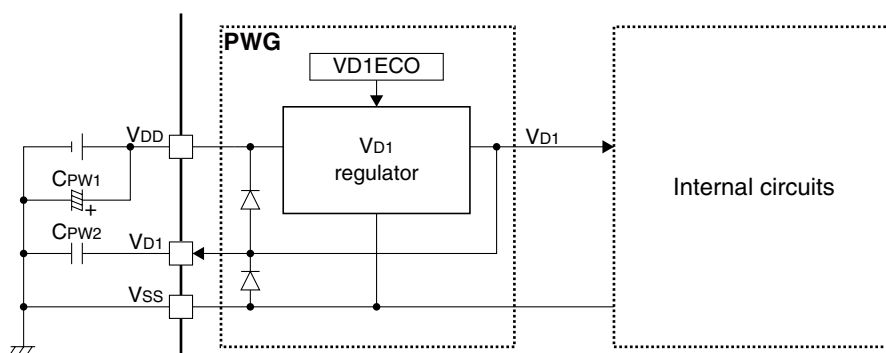 PWG
VD1ECO
VDD
VD1
regulator
VD1
Internal circuits
CPW1
+
CPW2
VD1
VSS